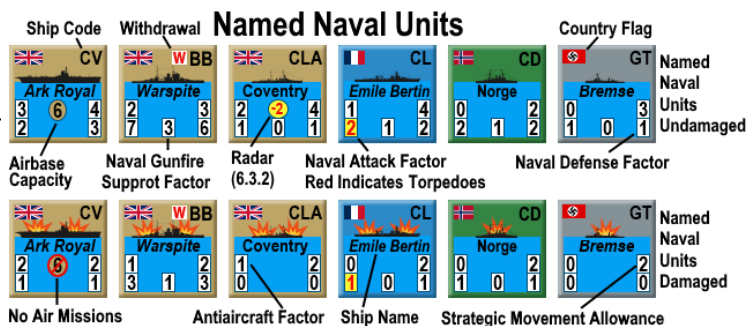 Named Naval Units
Ship Code Withdrawal Country Flag
CV W BB CLA CL CD GT Named
Ark Royal Warspite Coventry Emile Bertin Norge Bremse Naval
3 6 4 2 3 2 -2 4 1 4 0 2 0 3 Units
2 3 7 3 6 1 0 1 2 1 2 2 1 2 1 0 1 Undamaged
Airbase Naval Gunfire Radar Naval Attack Factor Naval Defense Factor
Capacity Supprot Factor (6.3.2) Red Indicates Torpedoes
CV W BB CLA CL CD GT Named
Ark Royal Warspite Coventry Emile Bertin Norge Bremse Naval
2 6 2 1 2 1 2 0 2 0 2 0 2 Units
1 1 3 1 3 0 0 1 0 1 1 0 1 0 0 Damaged
No Air Missions Antiaircraft Factor Ship Name Strategic Movement Allowance